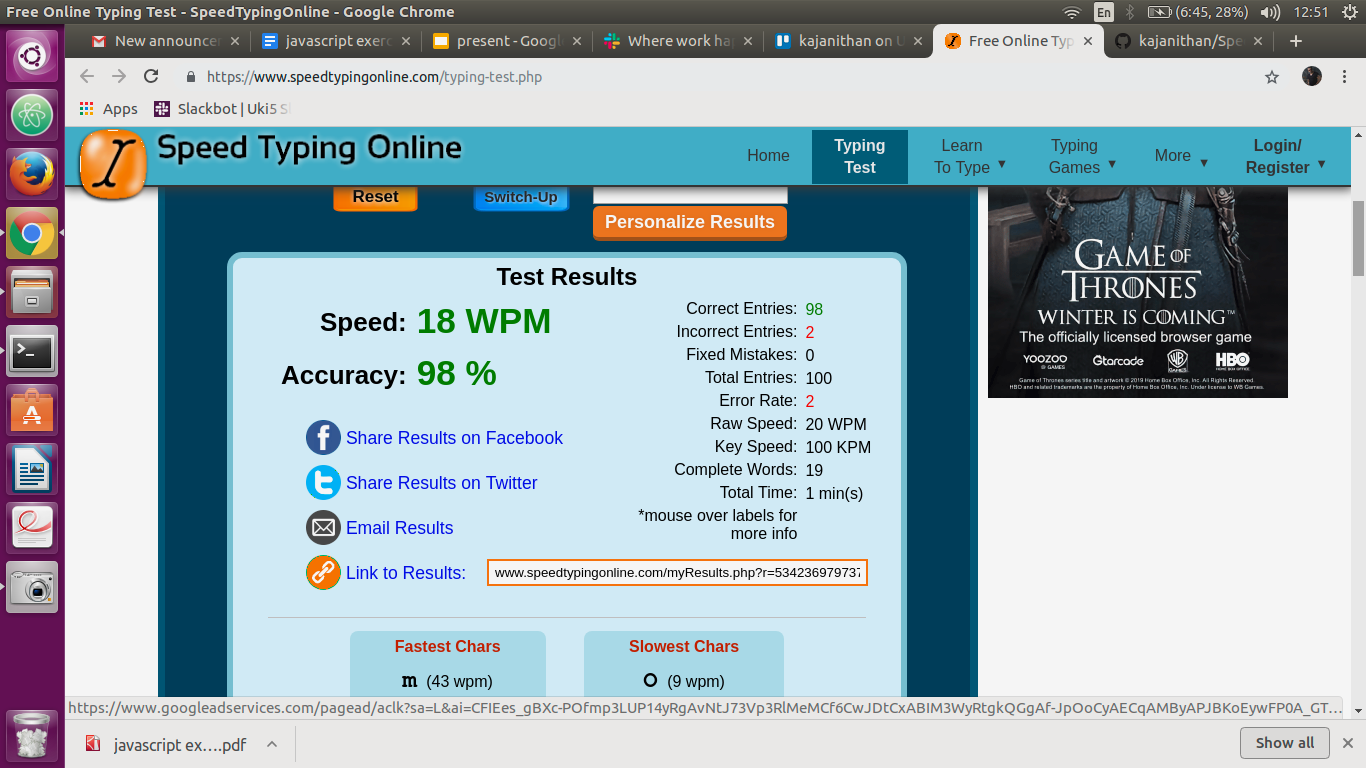 Free Online Typing Test - SpeedTypingOnline - Google Chrome
En (6:45, 28%) 12:51
New announce
javascript exer
present - Googl
Where work ha
kajanithan on U
Free Online Typ
kajanithan/Spe
https://www.speedtypingonline.com/typing-test.php
Apps Slackbot | Uki5 S
Speed Typing Online
Home
Typing
Test
Learn
To Type
Typing
Games
More
Login/
Register
Reset Switch-Up
Personalize Results
Test Results
Speed: 18 WPM
Accuracy: 98 %
Correct Entries: 98
Incorrect Entries: 2
Fixed Mistakes: 0
Total Entries: 100
Error Rate: 2
Raw Speed: 20 WPM
Key Speed: 100 KPM
Complete Words: 19
Total Time: 1 min(s)
*mouse over labels for
more info
Share Results on Facebook
Share Results on Twitter
Email Results
Link to Results: www.speedtypingonline.com/myResults.php?r=534236979737
Fastest Chars
m (43 wpm)
Slowest Chars
O (9 wpm)
GAME OF
THRONES
WINTER IS COMING™
The officially licensed browser game
YOOZOO GAMES Gtarcade WB GAMES HBO HOME BOX OFFICE
Game of Thrones series title and artwork © 2019 Home Box Office, Inc. All Rights Reserved.
HBO and related trademarks are the property of Home Box Office, Inc. Under license to WB Games.
https://www.googleadservices.com/pagead/aclk?sa=L&ai=CFIEes_gBXc-POfmp3LUP14yRgAvNtJ73Vp3RlMeMCf6CwJDtCxABIM3WyRtgkQGgAf-JpOoCyAECqAMByAPJBKoEywFP0A_GT...
javascript ex....pdf
Show all